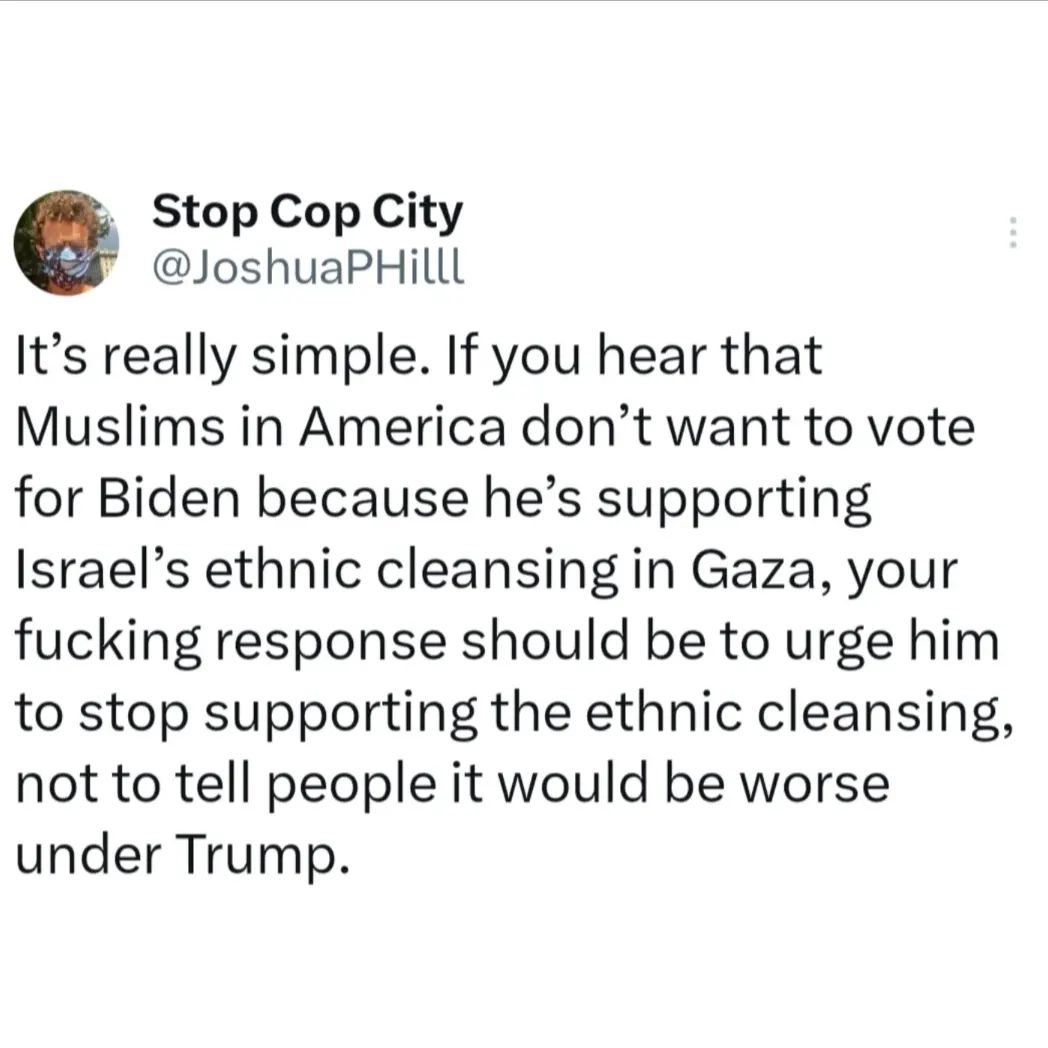 Stop Cop City
@JoshuaPHilll
It’s really simple. If you hear that
Muslims in America don’t want to vote
for Biden because he’s supporting
Israel’s ethnic cleansing in Gaza, your
fucking response should be to urge him
to stop supporting the ethnic cleansing,
not to tell people it would be worse
under Trump.